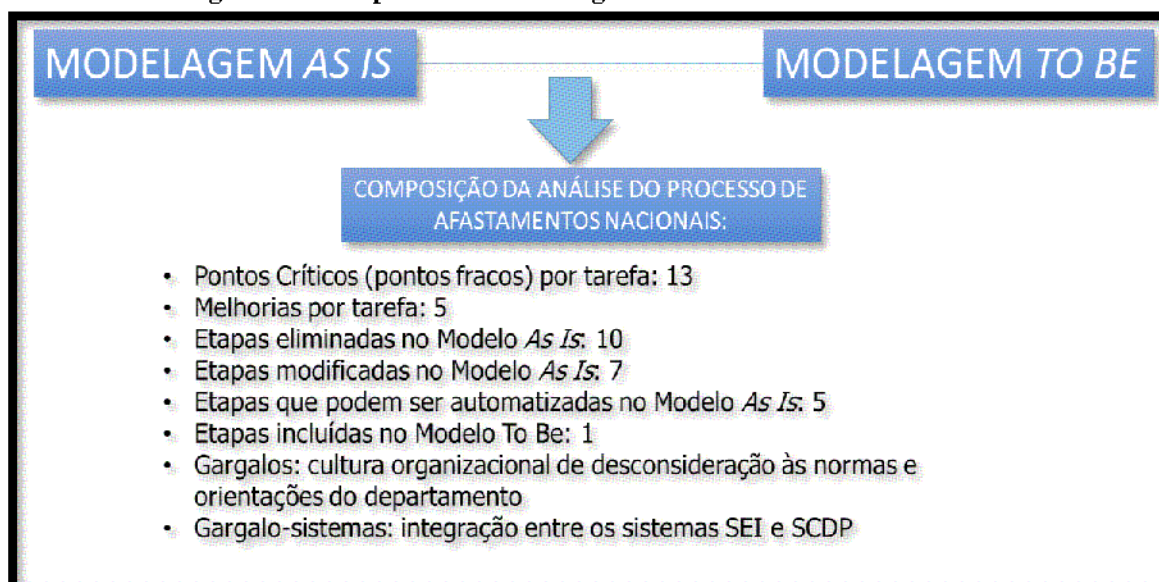 MODELAGEM AS IS
MODELAGEM TO BE
COMPOSIÇÃO DA ANÁLISE DO PROCESSO DE
AFASTAMENTOS NACIONAIS:
• Pontos Críticos (pontos fracos) por tarefa: 13
• Melhorias por tarefa: 5
• Etapas eliminadas no Modelo As Is: 10
• Etapas modificadas no Modelo As Is: 7
• Etapas que podem ser automatizadas no Modelo As Is: 5
• Etapas incluídas no Modelo To Be: 1
• Gargalos: cultura organizacional de desconsideração às normas e
orientações do departamento
• Gargalo-sistemas: integração entre os sistemas SEI e SCDP